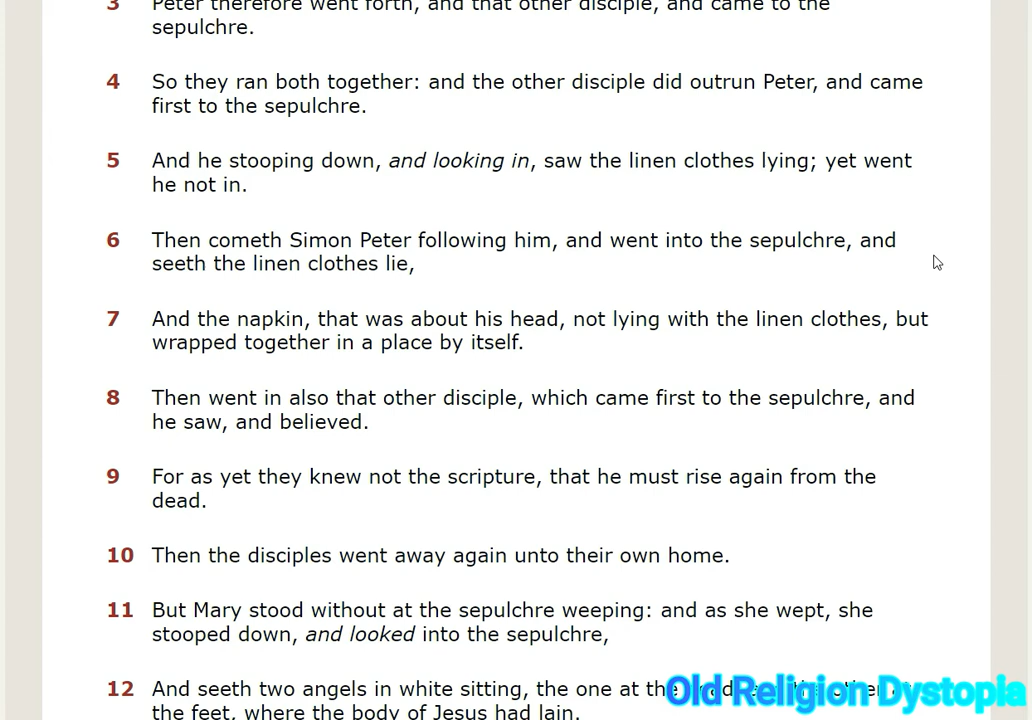 3 Peter therefore went forth, and that other disciple, and came to the
sepulchre.
4 So they ran both together: and the other disciple did outrun Peter, and came
first to the sepulchre.
5 And he stooping down, and looking in, saw the linen clothes lying; yet went
he not in.
6 Then cometh Simon Peter following him, and went into the sepulchre, and
seeth the linen clothes lie,
7 And the napkin, that was about his head, not lying with the linen clothes, but
wrapped together in a place by itself.
8 Then went in also that other disciple, which came first to the sepulchre, and
he saw, and believed.
9 For as yet they knew not the scripture, that he must rise again from the
dead.
10 Then the disciples went away again unto their own home.
11 But Mary stood without at the sepulchre weeping: and as she wept, she
stooped down, and looked into the sepulchre,
12 And seeth two angels in white sitting, the one at the
the feet, where the body of Jesus had lain.
Old Religion Dystopia